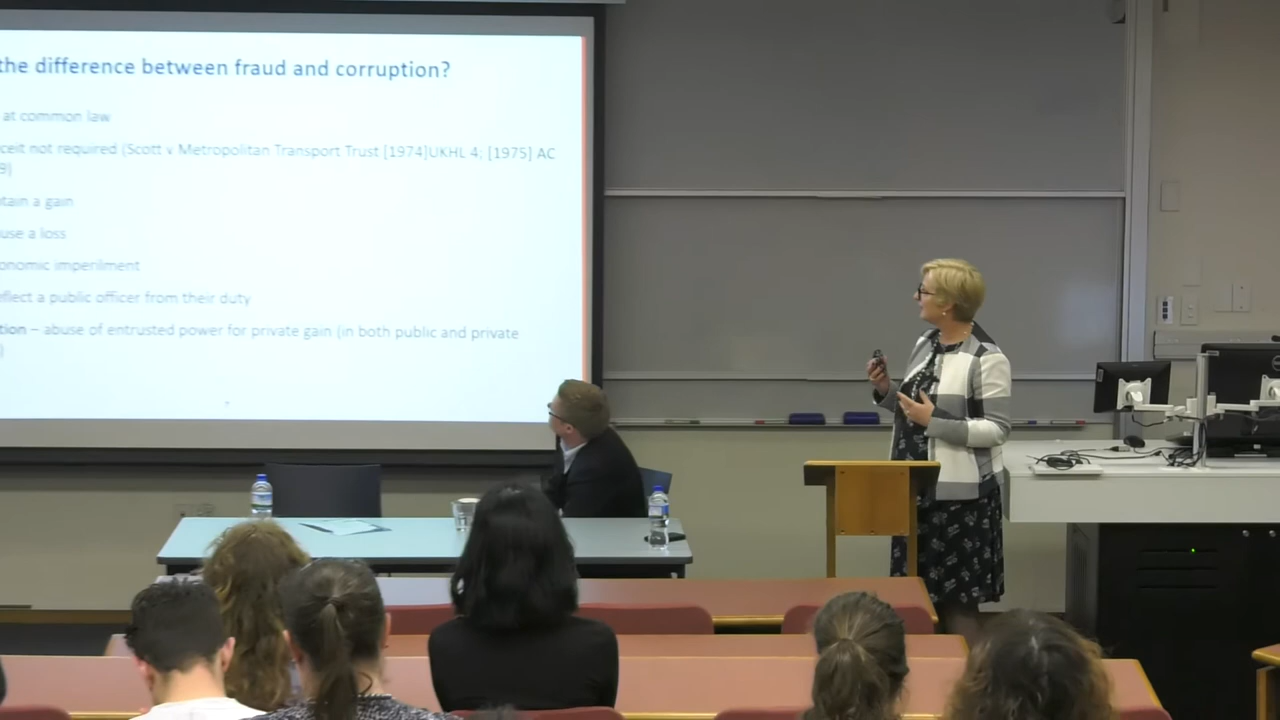 the difference between fraud and corruption?
at common law
ceit not required (Scott v Metropolitan Transport Trust [1974]UKHL 4; [1975] AC
9)
tain a gain
use a loss
onomic imperilment
eflect a public officer from their duty
tion – abuse of entrusted power for private gain (in both public and private
)